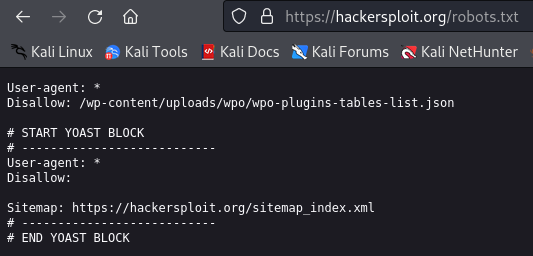 https://hackersploit.org/robots.txt
Kali Linux Kali Tools Kali Docs Kali Forums Kali NetHunter
User-agent: *
Disallow: /wp-content/uploads/wpo/wpo-plugins-tables-list.json
# START YOAST BLOCK
# ---------------------------
User-agent: *
Disallow:
Sitemap: https://hackersploit.org/sitemap_index.xml
# ---------------------------
# END YOAST BLOCK